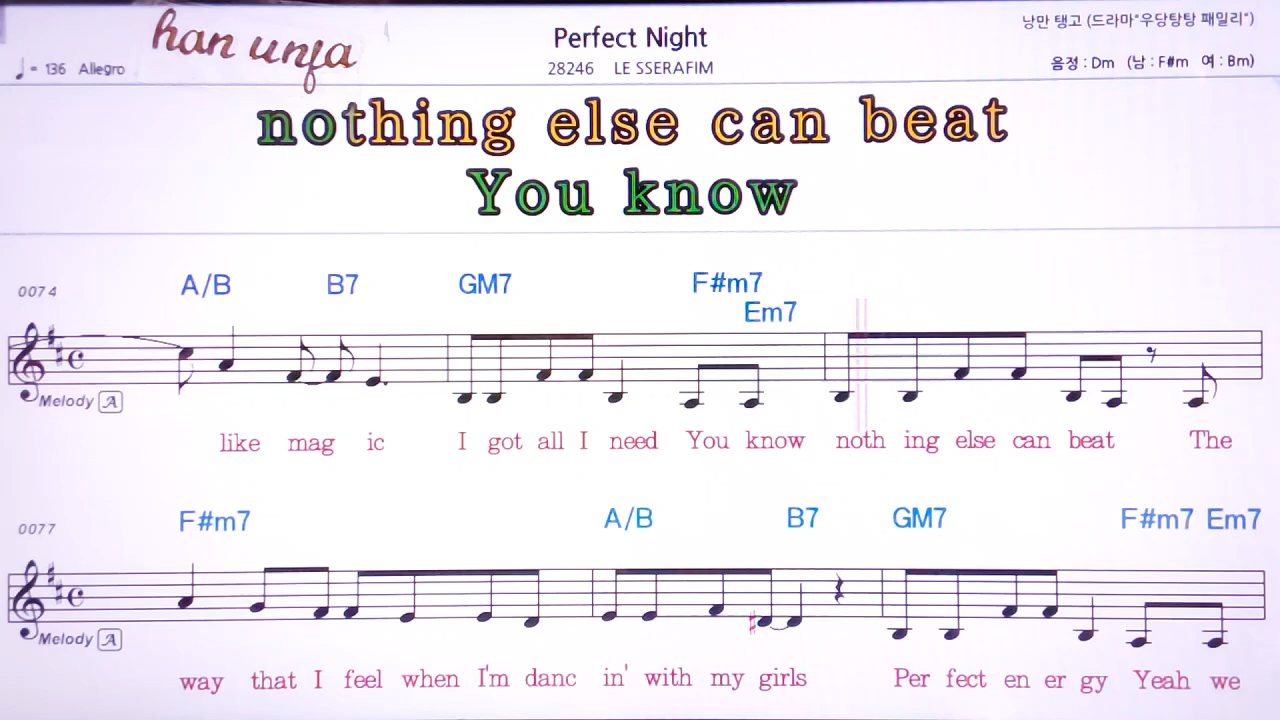 han unja
Perfect Night
낭만 탱고 (드라마"우당탕탕 패밀리")
♩= 136 Allegro
28246 LE SSERAFIM
음정 : Dm (남 : F#m 여 : Bm)
nothing else can beat
You know
0074 A/B B7 GM7 F#m7 Em7
Melody A
like mag ic I got all I need You know noth ing else can beat The
0077 F#m7 A/B B7 GM7 F#m7 Em7
Melody A
way that I feel when I'm danc in' with my girls Per fect en er gy Yeah we